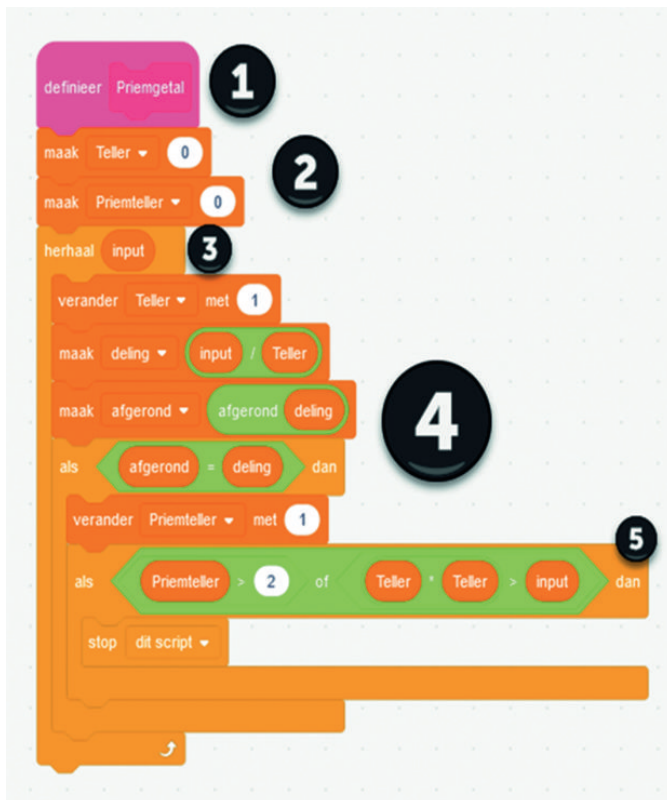 definieer Priemgetal 1
maak Teller 0
2
maak Priemteller 0
herhaal input 3
verander Teller met 1
maak deling input / Teller
maak afgerond afgerond deling
4
als afgerond = deling dan
verander Priemteller met 1
5
als Priemteller > 2 of Teller * Teller > input dan
stop dit script